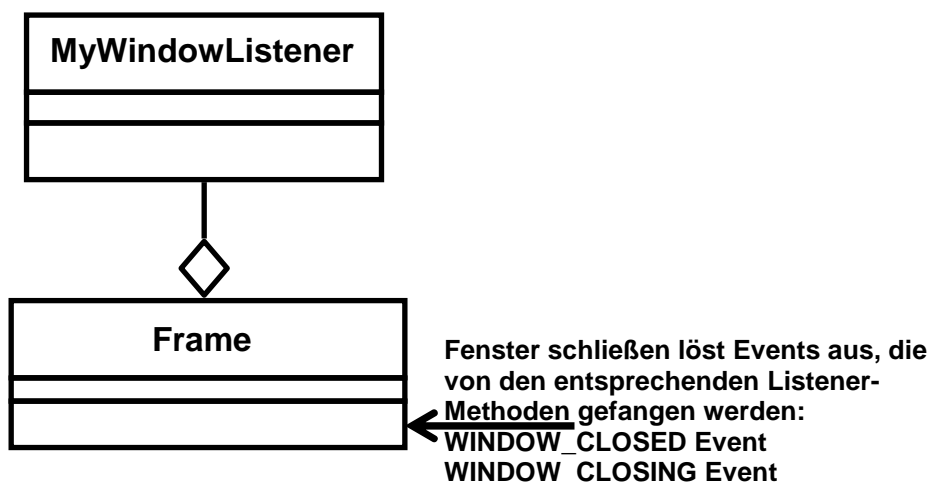 MyWindowListener
Frame
Fenster schließen löst Events aus, die
von den entsprechenden Listener-
Methoden gefangen werden:
WINDOW_CLOSED Event
WINDOW_CLOSING Event